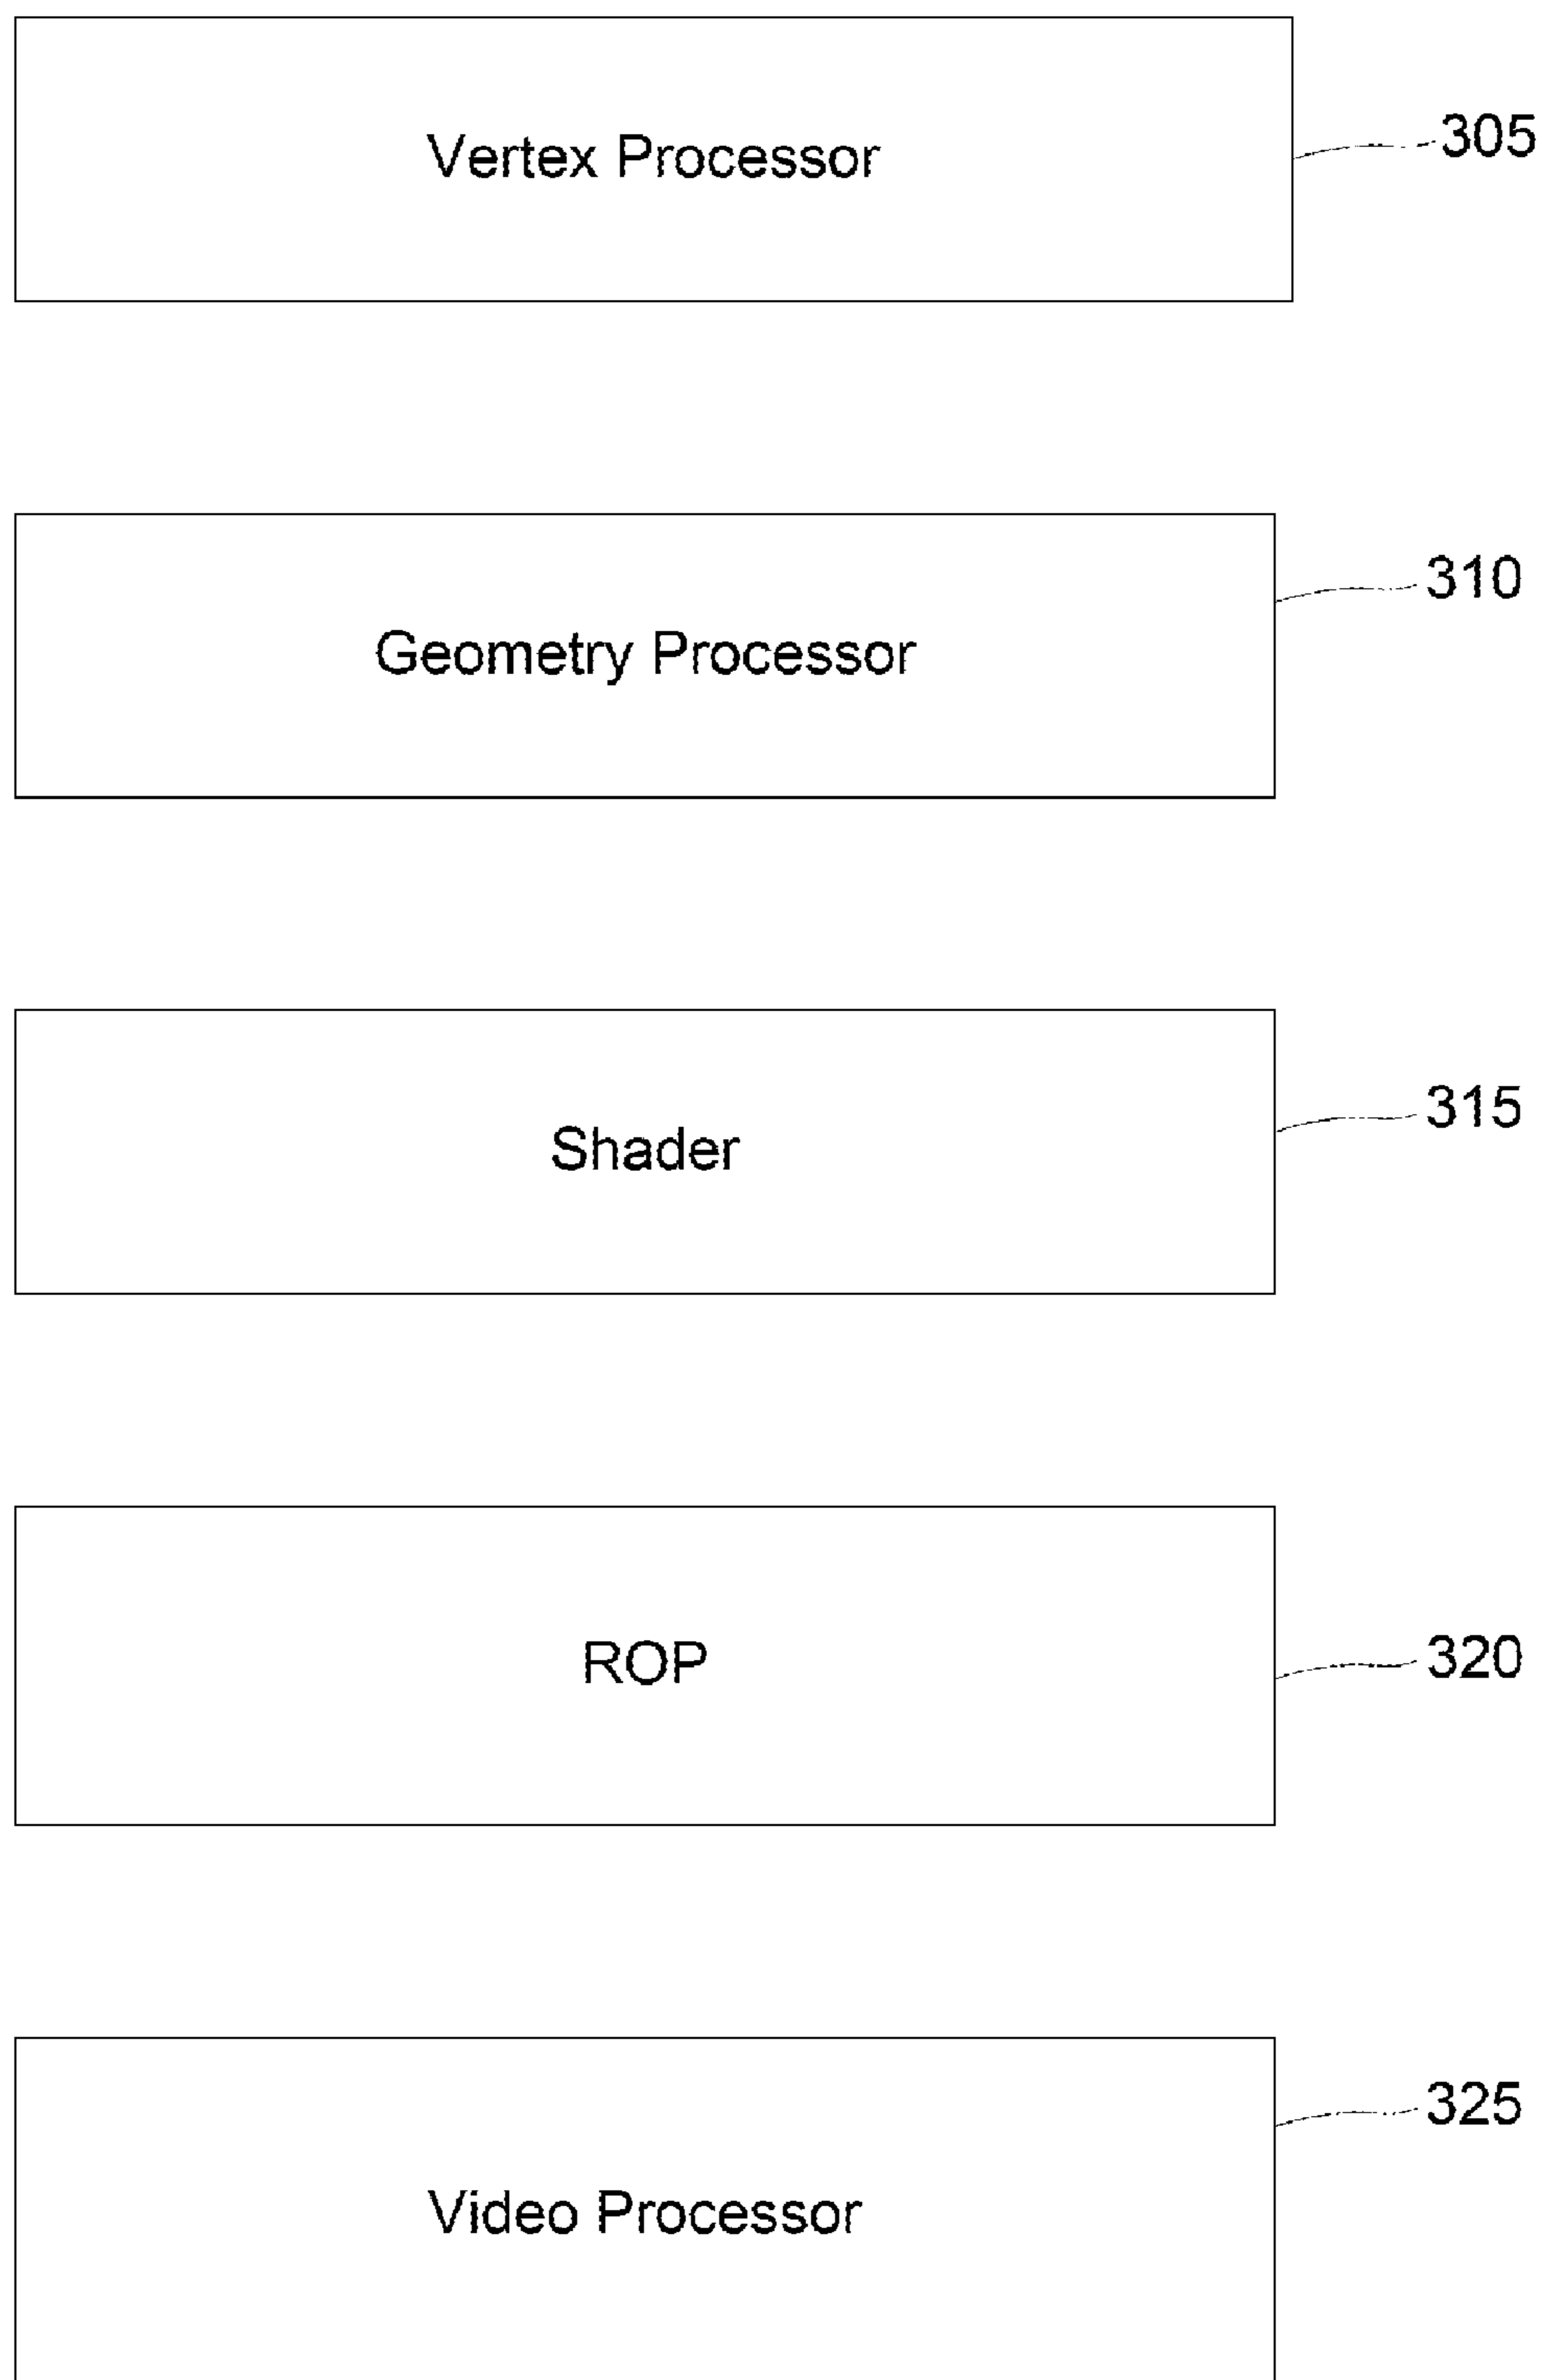 Vertex Processor
305
Geometry Processor
310
Shader
315
ROP
320
Video Processor
325